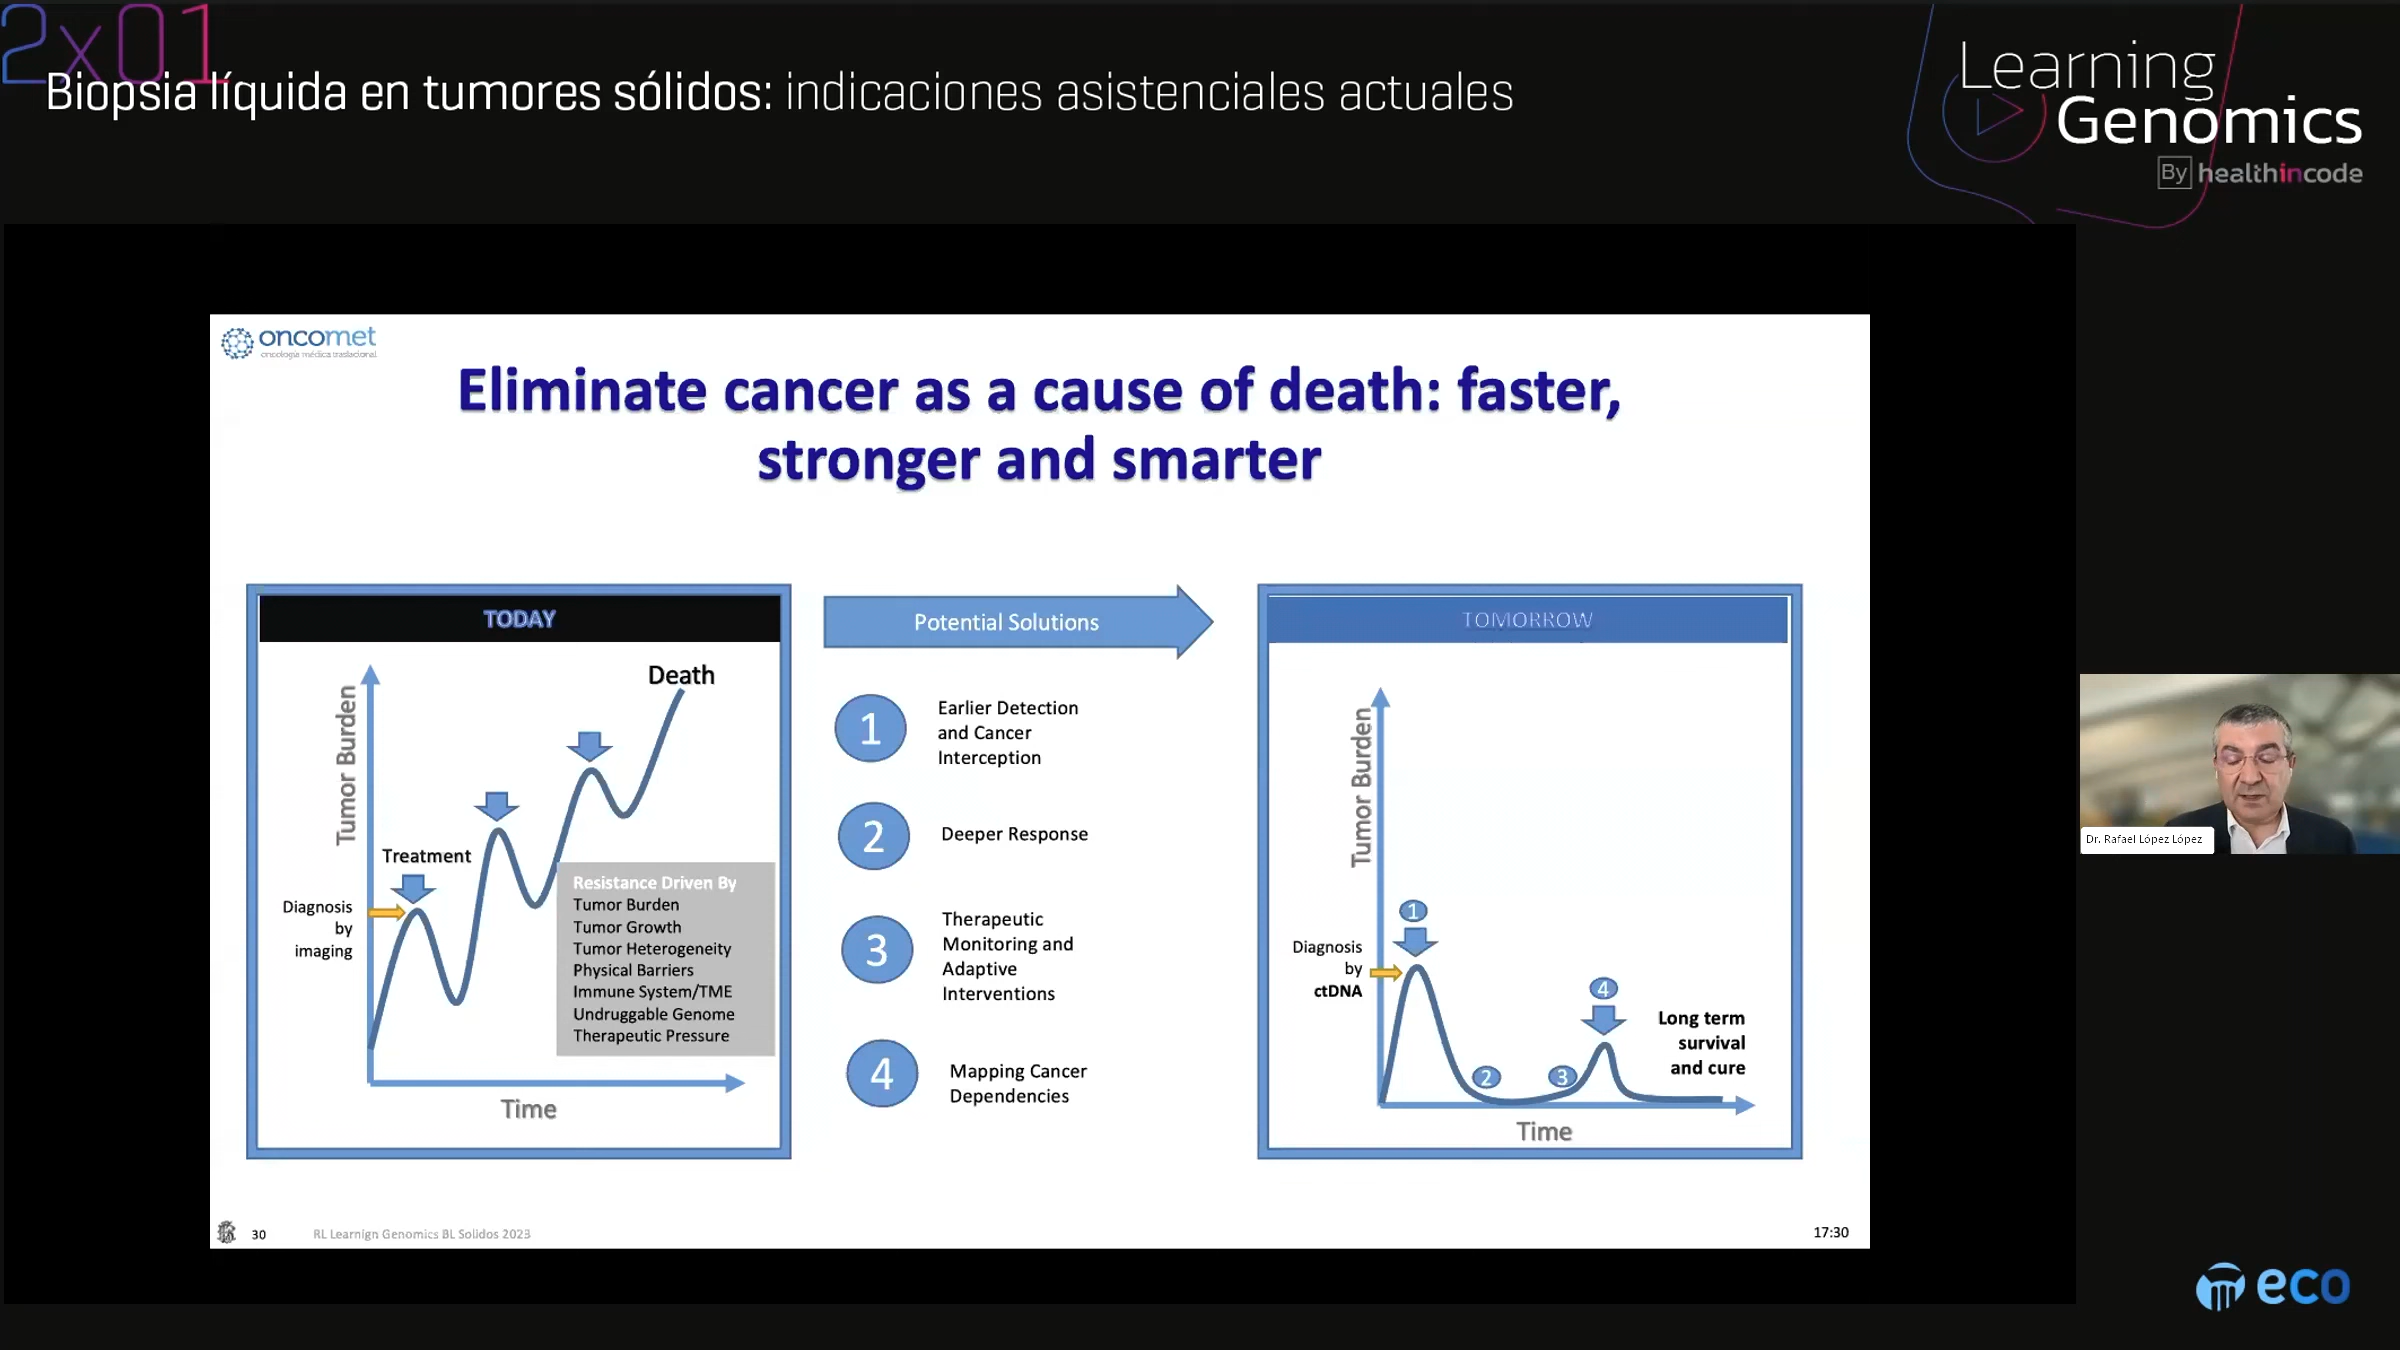 2x01
Biopsia líquida en tumores sólidos: indicaciones asistenciales actuales
Learning
Genomics
By healthincode
oncomet
oncología médica traslacional
Eliminate cancer as a cause of death: faster,
stronger and smarter
TODAY
Tumor Burden
Death
Treatment
Diagnosis
by
imaging
Resistance Driven By
Tumor Burden
Tumor Growth
Tumor Heterogeneity
Physical Barriers
Immune System/TME
Undruggable Genome
Therapeutic Pressure
Time
Potential Solutions
1
Earlier Detection
and Cancer
Interception
2
Deeper Response
3
Therapeutic
Monitoring and
Adaptive
Interventions
4
Mapping Cancer
Dependencies
TOMORROW
Tumor Burden
1
Diagnosis
by
ctDNA
2
3
4
Long term
survival
and cure
Time
Dr. Rafael López López
30
RL Learnign Genomics BL Solidos 2023
17:30
eco